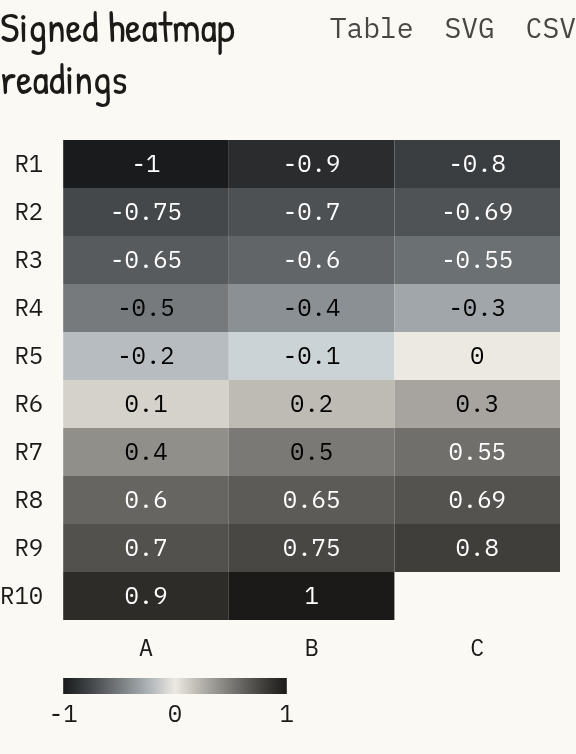 Signed heatmap
readings
Table SVG CSV
R1 -1 -0.9 -0.8
R2 -0.75 -0.7 -0.69
R3 -0.65 -0.6 -0.55
R4 -0.5 -0.4 -0.3
R5 -0.2 -0.1 0
R6 0.1 0.2 0.3
R7 0.4 0.5 0.55
R8 0.6 0.65 0.69
R9 0.7 0.75 0.8
R10 0.9 1
A B C
-1 0 1